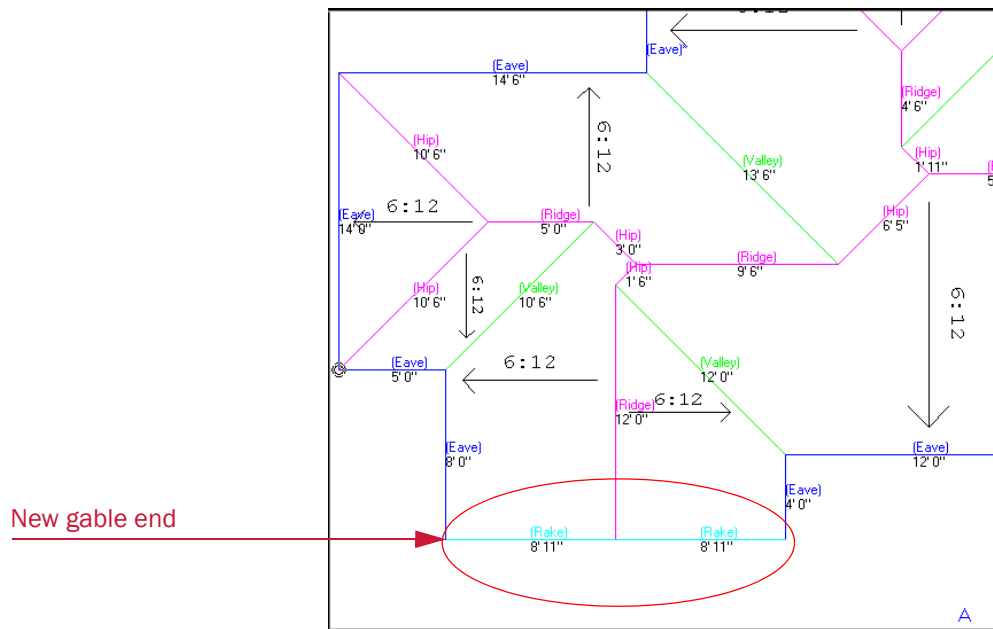 (Eave)
(Eave)
14' 6"
(Ridge)
4' 6"
6:12
(Hip)
10' 6"
(Valley)
13' 6"
(Hip)
1' 11"
6:12
(Eave)
(Ridge)
5' 0"
(Hip)
6' 5"
(Hip)
3' 0"
(Ridge)
9' 6"
(Hip)
1' 6"
(Hip)
10' 6"
6:12
(Valley)
10' 6"
6:12
(Eave)
5' 0"
6:12
(Valley)
12' 0"
(Ridge)
12' 0"
6:12
(Eave)
8' 0"
(Eave)
12' 0"
(Eave)
4' 0"
New gable end
(Rake)
8' 11"
(Rake)
8' 11"
A